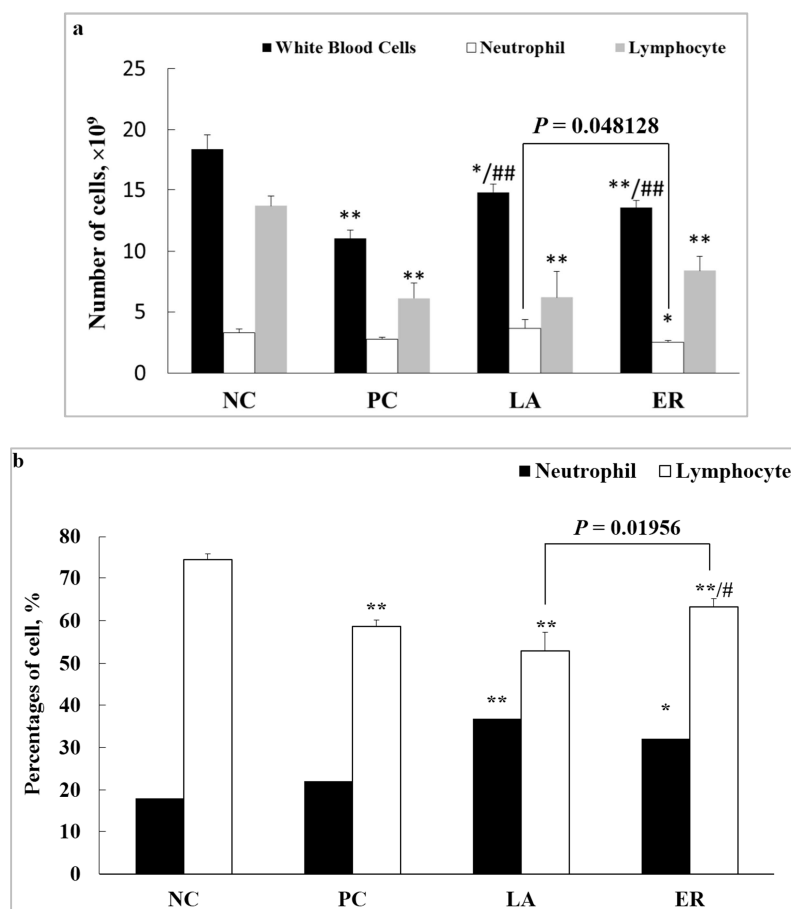 a
White Blood Cells Neutrophil Lymphocyte
25
20
15
10
5
0
Number of cells, ×10⁹
P = 0.048128
**
**
*/##
**
**/##
**
*
NC PC LA ER
b
Neutrophil Lymphocyte
80
70
60
50
40
30
20
10
0
Percentages of cell, %
P = 0.01956
**
**
**
**/#
*
NC PC LA ER